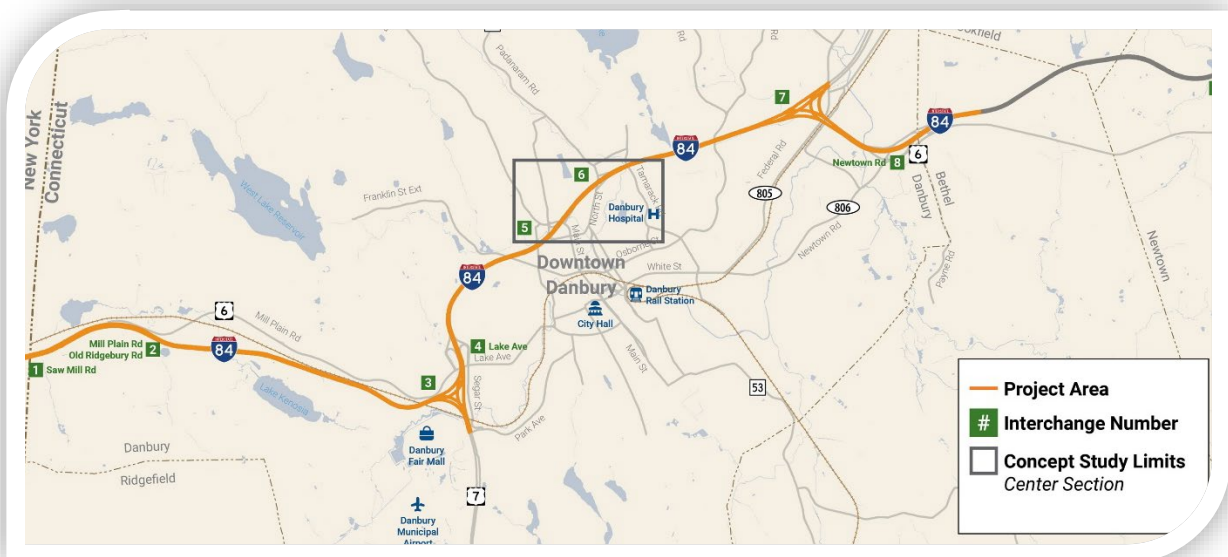 Padanaram Rd
Rd
Rd
7
84
6
Federal Rd
Newtown Rd
8
6
Danbury
Bethel
Newtown
New York
Connecticut
West Lake Reservoir
Franklin St Ext
North St
Tamarack
Danbury
Hospital
H
805
806
5
Main St
Osborne St
84
Downtown
Danbury
White St
Newtown Rd
Payne Rd
Danbury
Rail Station
City Hall
84
6
Mill Plain Rd
Mill Plain Rd
Old Ridgebury Rd
2
84
4
Lake Ave
Lake Ave
Main St
1
Saw Mill Rd
3
Segar St
53
Lake Kenosia
Park Ave
Danbury
Ridgefield
Danbury
Fair Mall
7
Danbury
Municipal
Airport
Project Area
#
Interchange Number
Concept Study Limits
Center Section